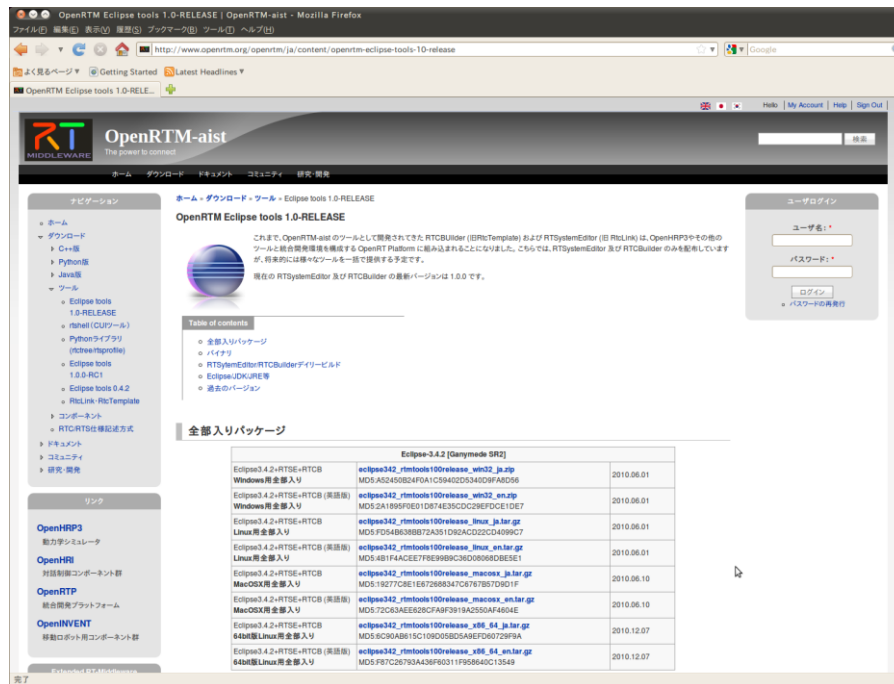 OpenRTM Eclipse tools 1.0-RELEASE | OpenRTM-aist - Mozilla Firefox
ファイル(F) 編集(E) 表示(V) 履歴(S) ブックマーク(B) ツール(T) ヘルプ(H)
http://www.openrtm.org/openrtm/ja/content/openrtm-eclipse-tools-10-release
Google
よく見るページ Getting Started Latest Headlines
OpenRTM Eclipse tools 1.0-RELE...
Hello | My Account | Help | Sign Out
RT
MIDDLEWARE
OpenRTM-aist
The power to connect
検索
ホーム ダウンロード ドキュメント コミュニティ 研究・開発
ナビゲーション
ホーム
ダウンロード
C++版
Python版
Java版
ツール
Eclipse tools
1.0-RELEASE
rtshell (CUIツール)
Pythonライブラリ
(rtctree/rtsprofile)
Eclipse tools
1.0.0-RC1
Eclipse tools 0.4.2
RtcLink・RtcTemplate
コンポーネント
RTC/RTS仕様記述方式
ドキュメント
コミュニティ
研究・開発
リンク
OpenHRP3
動力学シミュレータ
OpenHRI
対話制御コンポーネント群
OpenRTP
統合開発プラットフォーム
OpenINVENT
移動ロボット用コンポーネント群
Extended RT-Middleware
ホーム » ダウンロード » ツール » Eclipse tools 1.0-RELEASE
OpenRTM Eclipse tools 1.0-RELEASE
これまで、OpenRTM-aist のツールとして開発されてきた RTCBUilder (旧RtcTemplate) および RTSystemEditor (旧 RtcLink) は、OpenHRP3やその他の
ツールと統合開発環境を構成する OpenRT Platform に組み込まれることになりました。こちらでは、RTSystemEditor 及び RTCBuilder のみを配布しています
が、将来的には様々なツールを一括で提供する予定です。
現在の RTSystemEditor 及び RTCBuilder の最新バージョンは 1.0.0 です。
Table of contents
全部入りパッケージ
バイナリ
RTSytemEditor/RTCBuilderデイリービルド
Eclipse/JDK/JRE等
過去のバージョン
全部入りパッケージ
Eclipse-3.4.2 [Ganymede SR2]
Eclipse3.4.2+RTSE+RTCB eclipse342_rtmtools100release_win32_ja.zip
Windows用全部入り MD5:A52450B24F0A1C59402D5340D9FA8D56 2010.06.01
Eclipse3.4.2+RTSE+RTCB (英語版) eclipse342_rtmtools100release_win32_en.zip
Windows用全部入り MD5:2A1895F0E01D874E35CDC29EFDCE1DE7 2010.06.01
Eclipse3.4.2+RTSE+RTCB eclipse342_rtmtools100release_linux_ja.tar.gz
Linux用全部入り MD5:FD54B638BB72A351D92ACD22CD4099C7 2010.06.01
Eclipse3.4.2+RTSE+RTCB (英語版) eclipse342_rtmtools100release_linux_en.tar.gz
Linux用全部入り MD5:4B1F4ACEE7F8E99B9C36D08068DBE5E1 2010.06.01
Eclipse3.4.2+RTSE+RTCB eclipse342_rtmtools100release_macosx_ja.tar.gz
MacOSX用全部入り MD5:19277C8E1E672688347C6767B57D9D1F 2010.06.10
Eclipse3.4.2+RTSE+RTCB (英語版) eclipse342_rtmtools100release_macosx_en.tar.gz
MacOSX用全部入り MD5:72C63AEE628CFA9F3919A2550AF4604E 2010.06.10
Eclipse3.4.2+RTSE+RTCB eclipse342_rtmtools100release_x86_64_ja.tar.gz
64bit版Linux用全部入り MD5:6C90AB615C109D05BD5A9EFD60729F9A 2010.12.07
Eclipse3.4.2+RTSE+RTCB (英語版) eclipse342_rtmtools100release_x86_64_en.tar.gz
64bit版Linux用全部入り MD5:F87C26793A436F60311F958640C13549 2010.12.07
ユーザログイン
ユーザ名: *
パスワード: *
ログイン
パスワードの再発行
完了